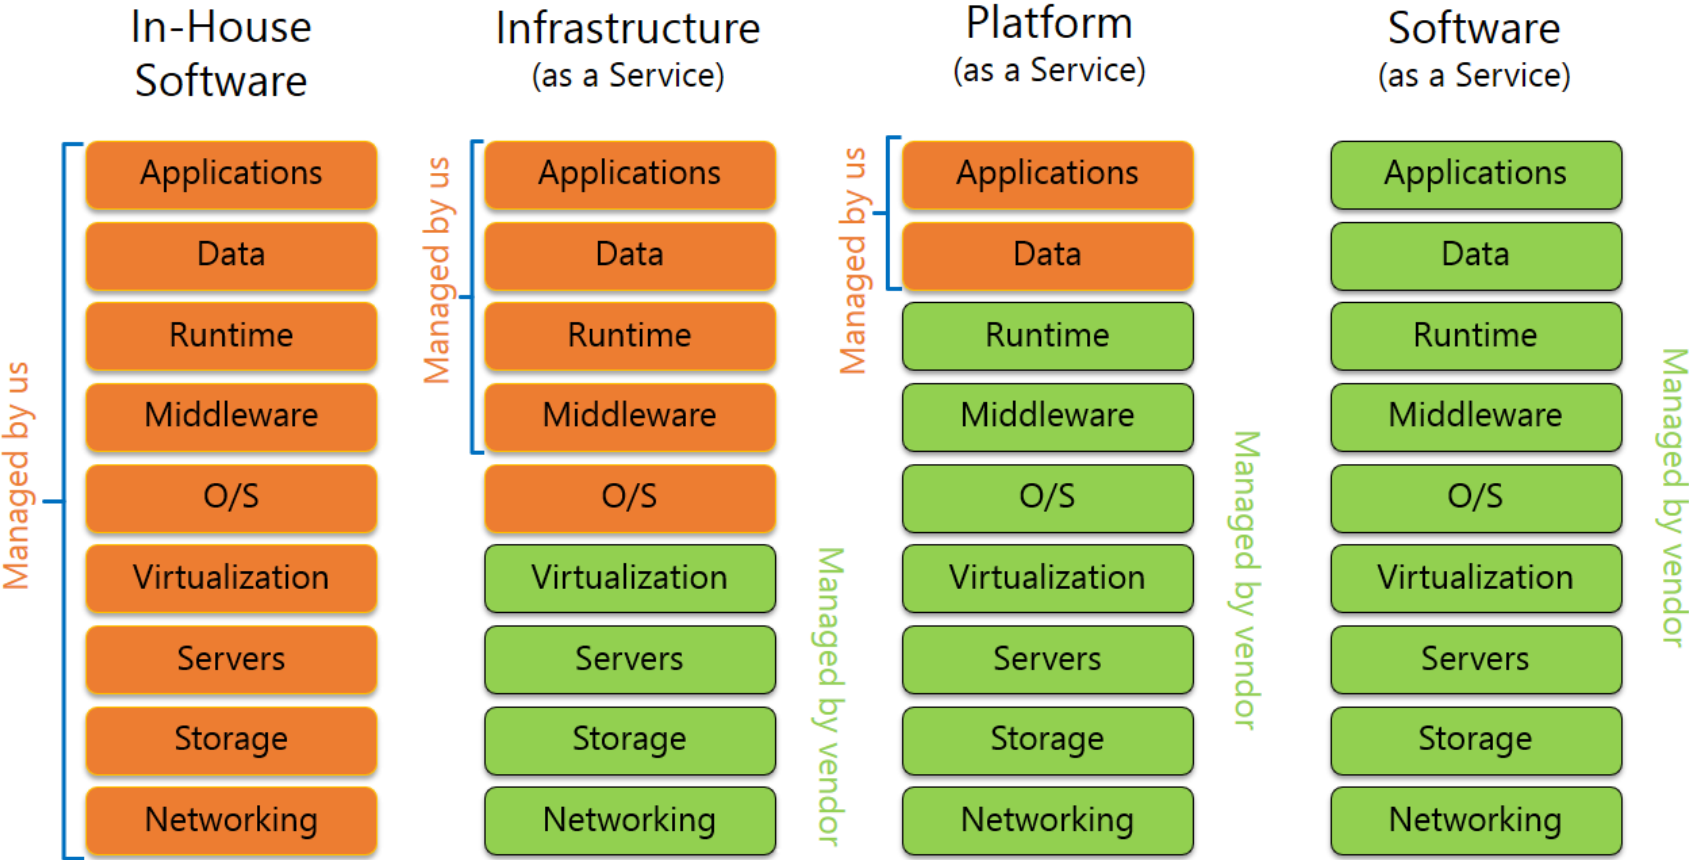 In-House
Software
Managed by us
Applications
Data
Runtime
Middleware
O/S
Virtualization
Servers
Storage
Networking
Infrastructure
(as a Service)
Managed by us
Applications
Data
Runtime
Middleware
O/S
Virtualization
Servers
Storage
Networking
Managed by vendor
Platform
(as a Service)
Managed by us
Applications
Data
Runtime
Middleware
O/S
Virtualization
Servers
Storage
Networking
Managed by vendor
Software
(as a Service)
Applications
Data
Runtime
Middleware
O/S
Virtualization
Servers
Storage
Networking
Managed by vendor